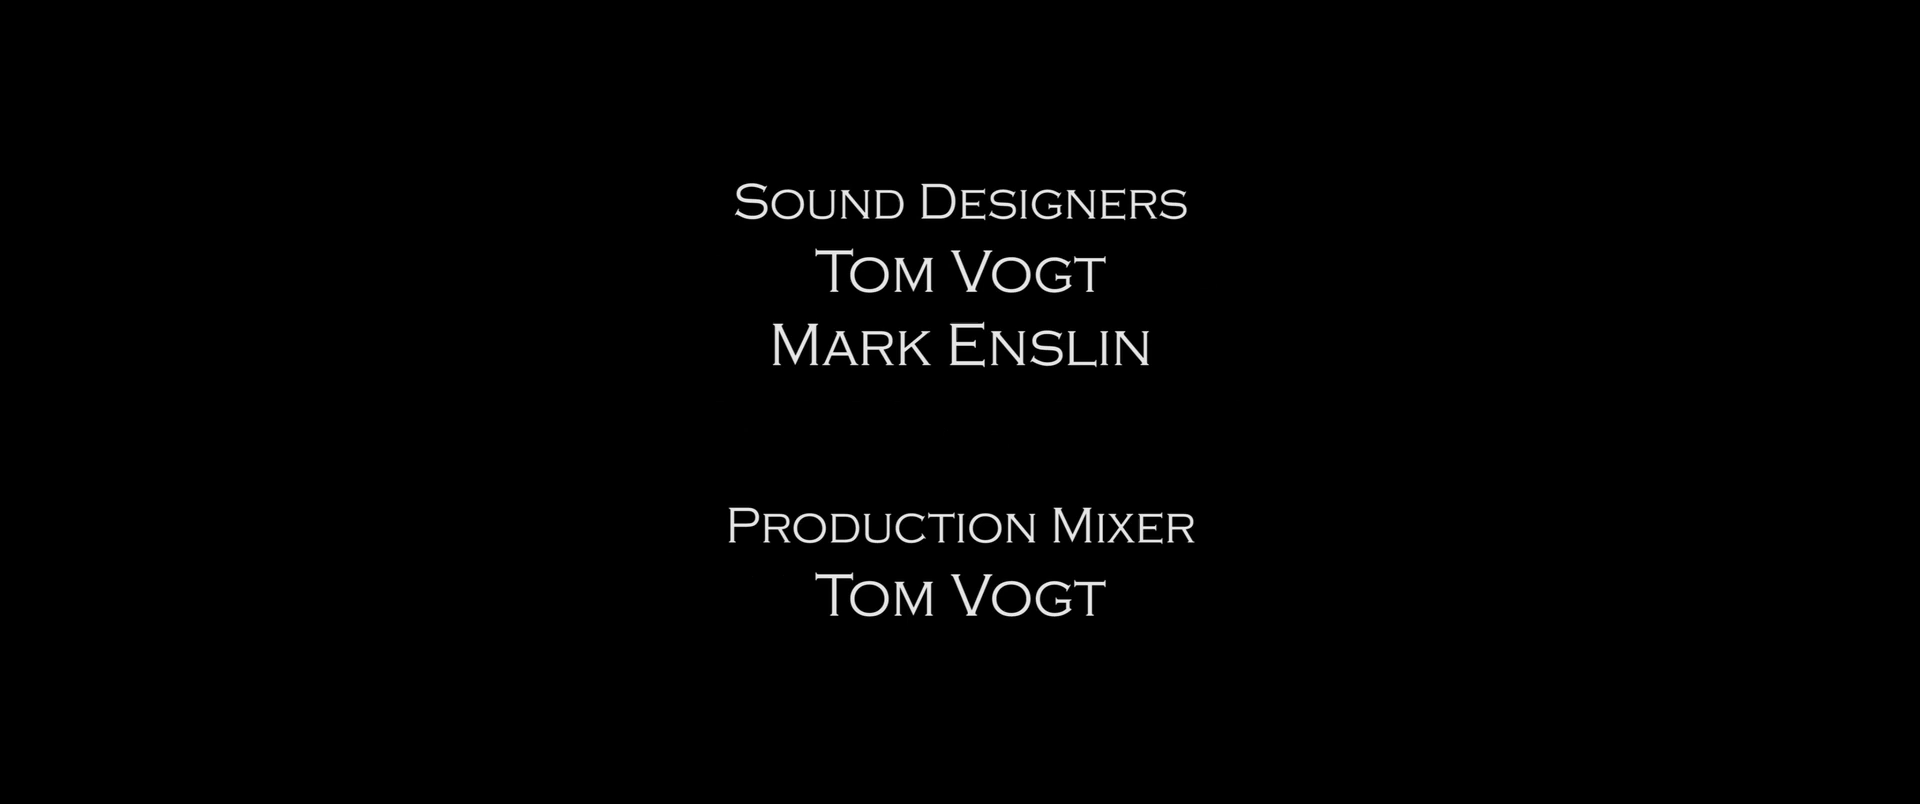 Sound Designers
Tom Vogt
Mark Enslin
Production Mixer
Tom Vogt